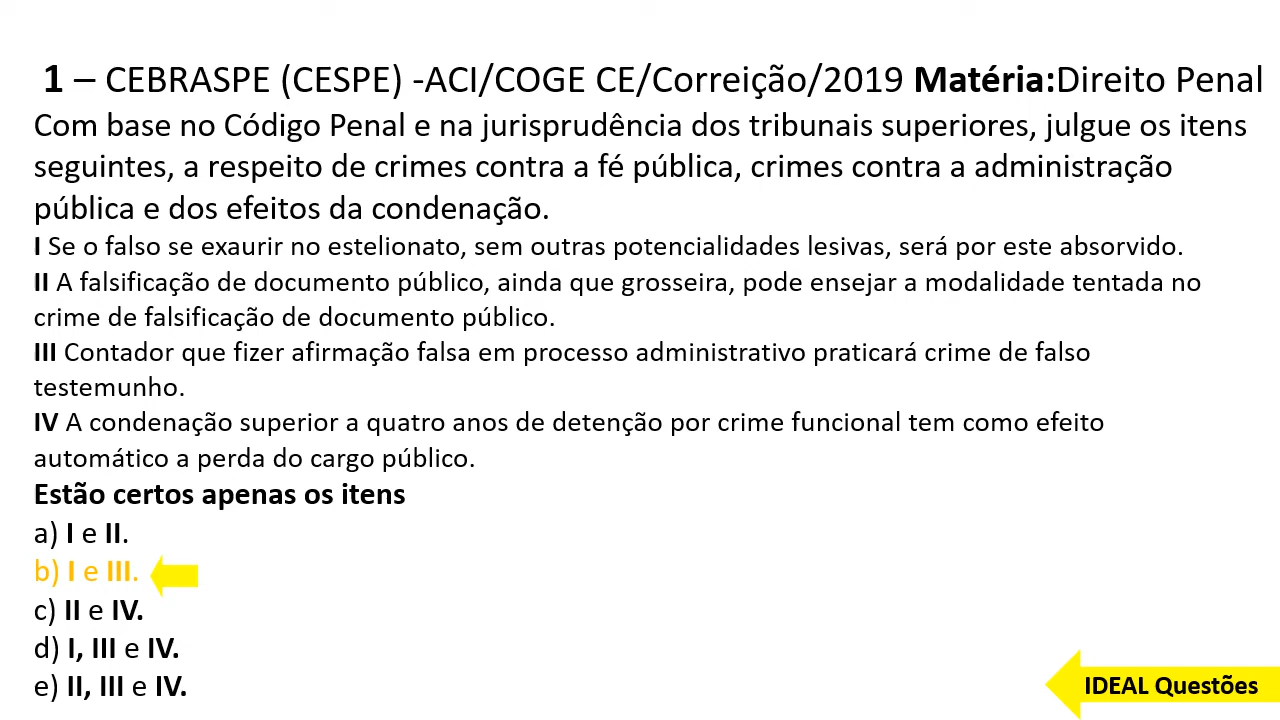 1 – CEBRASPE (CESPE) -ACI/COGE CE/Correição/2019 Matéria:Direito Penal
Com base no Código Penal e na jurisprudência dos tribunais superiores, julgue os itens
seguintes, a respeito de crimes contra a fé pública, crimes contra a administração
pública e dos efeitos da condenação.
I Se o falso se exaurir no estelionato, sem outras potencialidades lesivas, será por este absorvido.
II A falsificação de documento público, ainda que grosseira, pode ensejar a modalidade tentada no
crime de falsificação de documento público.
III Contador que fizer afirmação falsa em processo administrativo praticará crime de falso
testemunho.
IV A condenação superior a quatro anos de detenção por crime funcional tem como efeito
automático a perda do cargo público.
Estão certos apenas os itens
a) I e II.
b) I e III.
c) II e IV.
d) I, III e IV.
e) II, III e IV.
IDEAL Questões